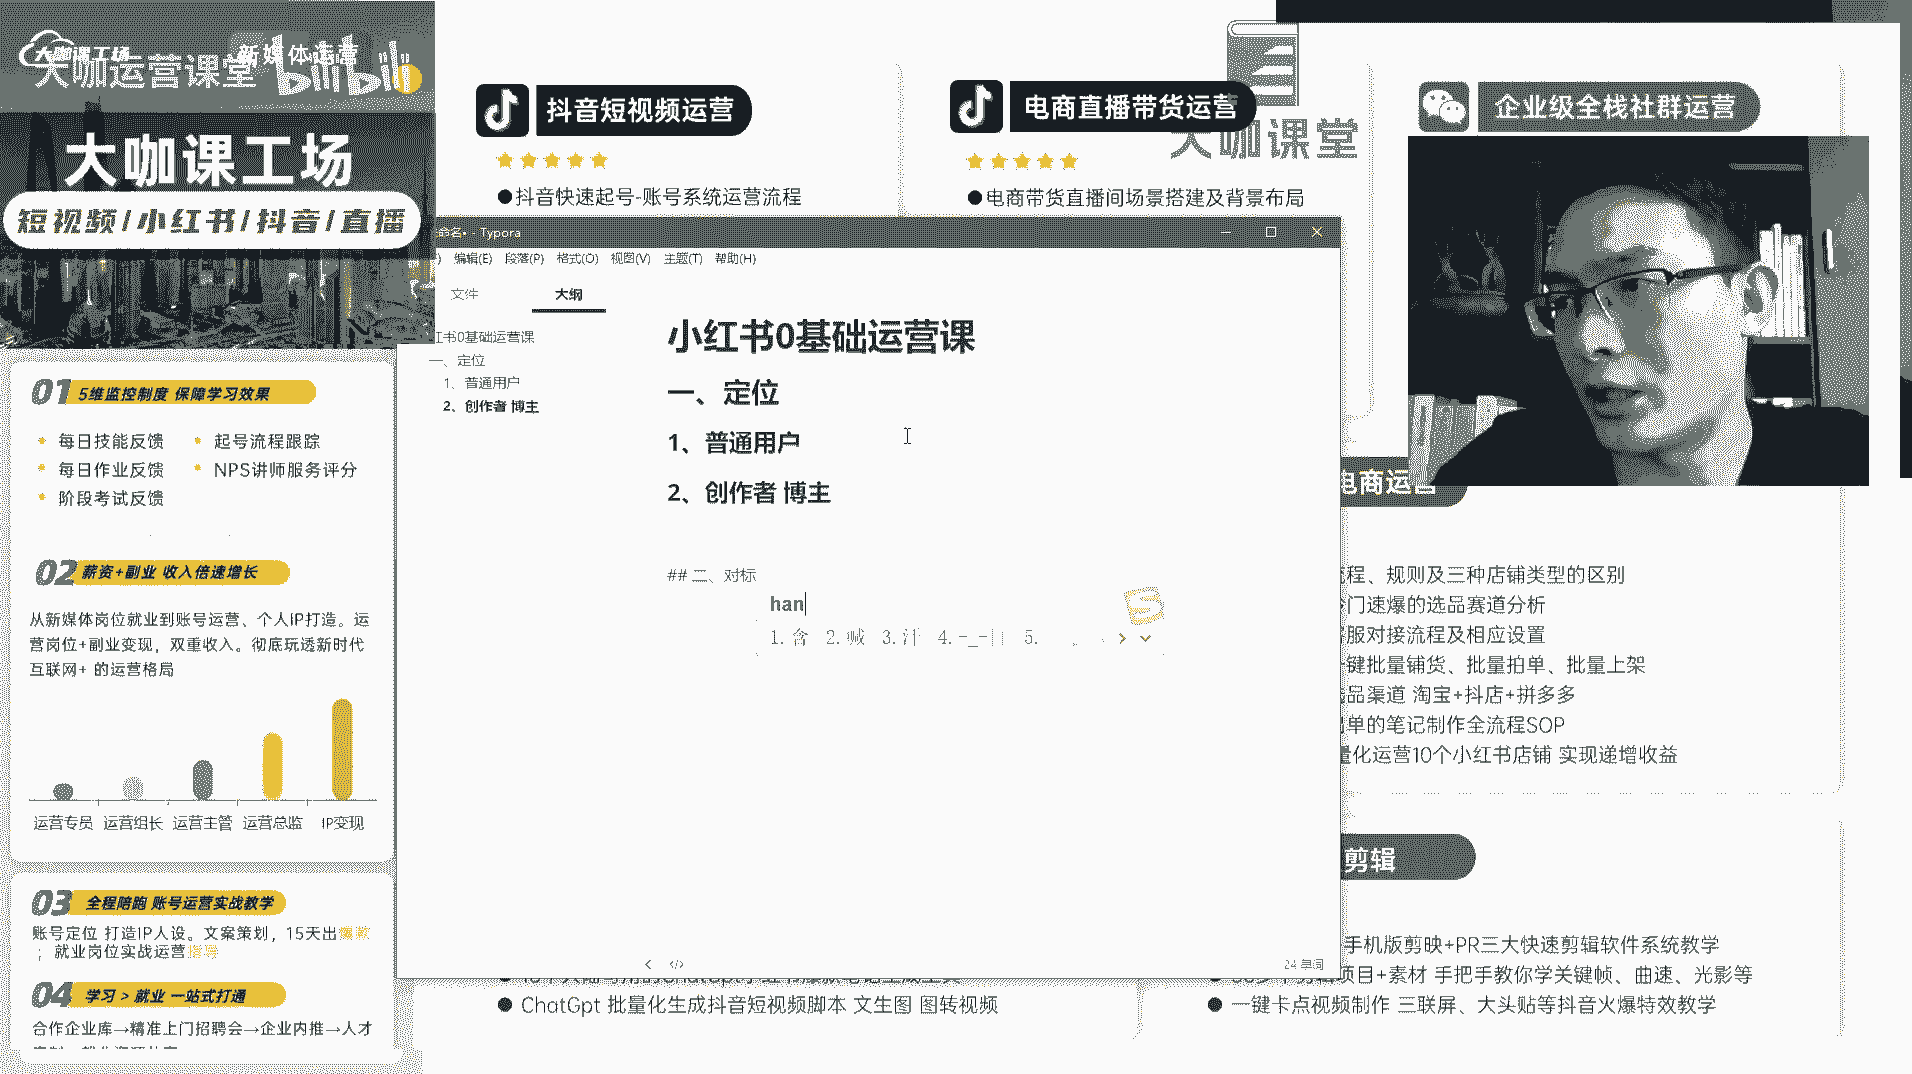 大咖课工场
大咖运营课堂
新媒体运营
bilibili
大咖课工场
短视频/小红书/抖音/直播
01 5维监控制度 保障学习效果
每日技能反馈
起号流程跟踪
每日作业反馈
NPS讲师服务评分
阶段考试反馈
02 薪资+副业 收入倍速增长
从新媒体岗位就业到账号运营、个人IP打造。运
营岗位+副业变现，双重收入。彻底玩透新时代
互联网+ 的运营格局
运营专员 运营组长 运营主管 运营总监 IP变现
03 全程陪跑 账号运营实战教学
账号定位 打造IP人设。文案策划，15天出爆款
；就业岗位实战运营指导
04 学习 > 就业 一站式打通
合作企业库→精准上门招聘会→企业内推→人才
抖音短视频运营
●抖音快速起号-账号系统运营流程
电商直播带货运营
大咖课堂
●电商带货直播间场景搭建及背景布局
企业级全栈社群运营
命名• - Typora
) 编辑(E) 段落(P) 格式(O) 视图(V) 主题(T) 帮助(H)
文件 大纲
红书0基础运营课
一、定位
1、普通用户
2、创作者 博主
小红书0基础运营课
一、定位
1、普通用户
2、创作者 博主
## 二、对标
han
1.含 2.喊 3.汗 4.-_-|| 5.
24 单词
电商运营
程、规则及三种店铺类型的区别
门速爆的选品赛道分析
服对接流程及相应设置
键批量铺货、批量拍单、批量上架
品渠道 淘宝+抖店+拼多多
单的笔记制作全流程SOP
量化运营10个小红书店铺 实现递增收益
剪辑
手机版剪映+PR三大快速剪辑软件系统教学
项目+素材 手把手教你学关键帧、曲速、光影等
● 一键卡点视频制作 三联屏、大头贴等抖音火爆特效教学
● ChatGpt 批量化生成抖音短视频脚本 文生图 图转视频